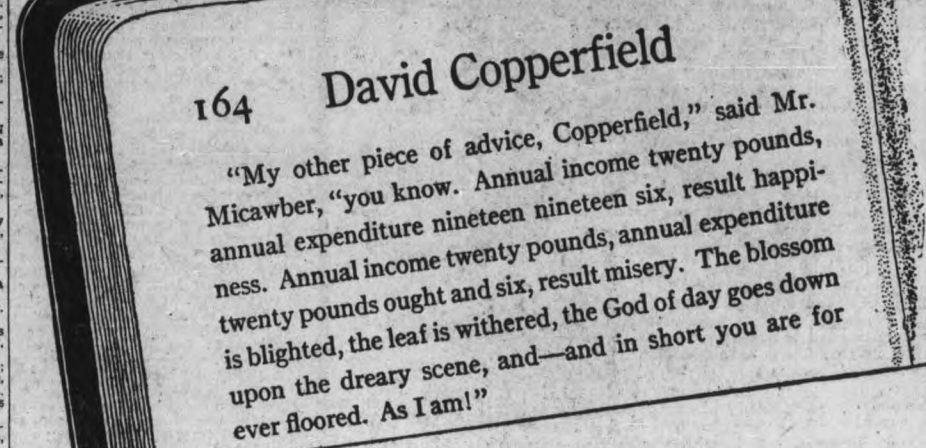 164 David Copperfield
"My other piece of advice, Copperfield," said Mr.
Micawber, "you know. Annual income twenty pounds,
annual expenditure nineteen nineteen six, result happi-
ness. Annual income twenty pounds, annual expenditure
twenty pounds ought and six, result misery. The blossom
is blighted, the leaf is withered, the God of day goes down
upon the dreary scene, and—and in short you are for
ever floored. As I am!"